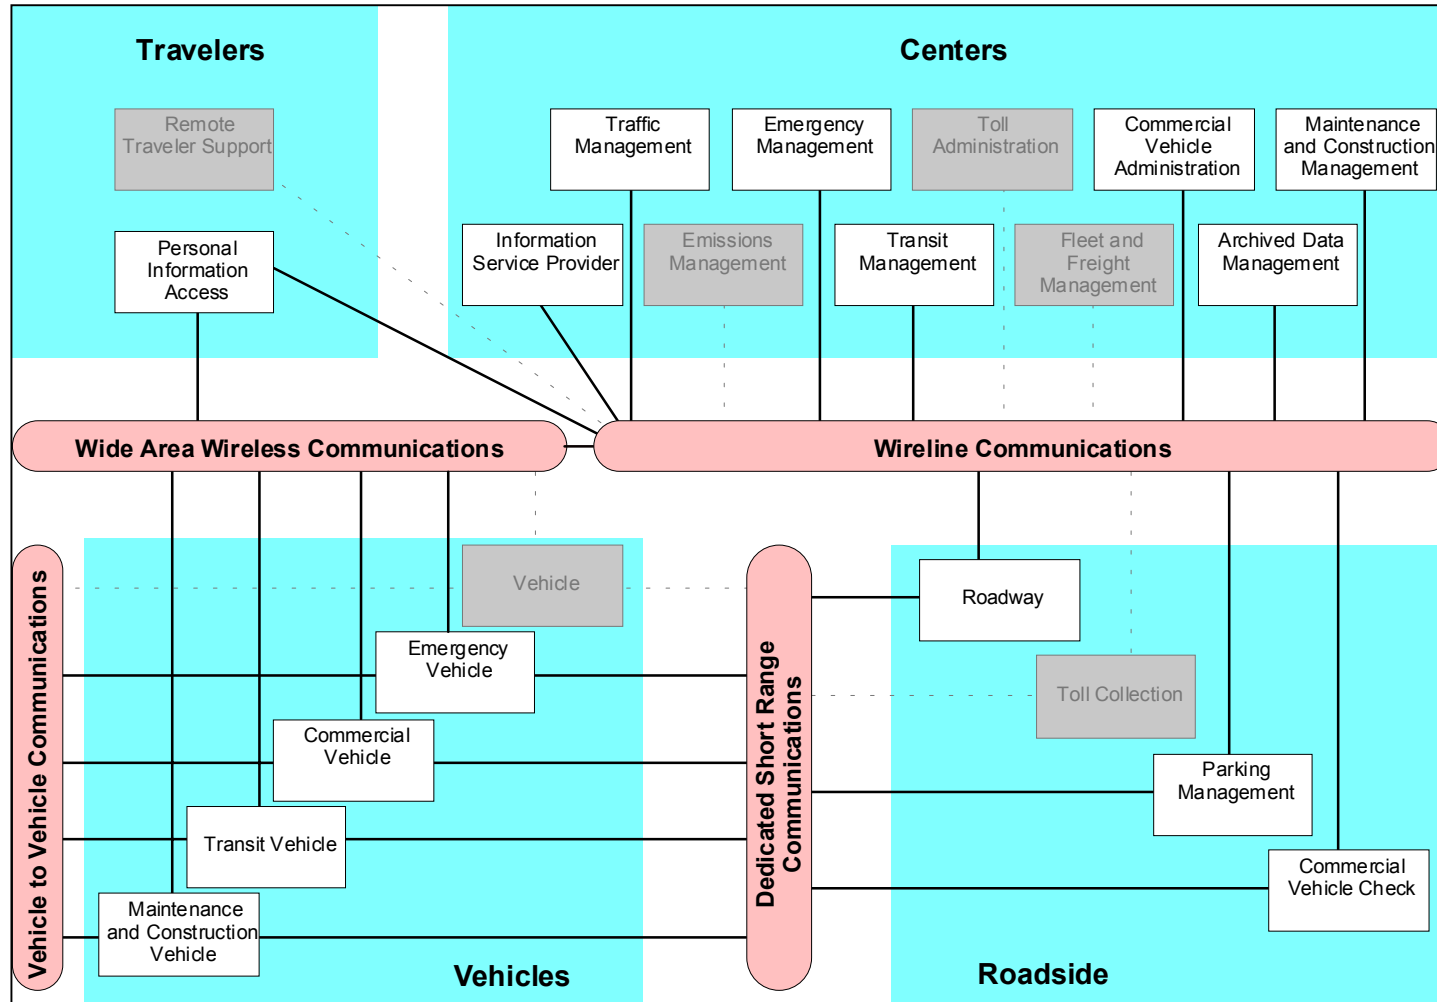 Travelers
Centers
Remote
Traveler Support
Traffic
Management
Emergency
Management
Toll
Administration
Commercial
Vehicle
Administration
Maintenance
and Construction
Management
Personal
Information
Access
Information
Service Provider
Emissions
Management
Transit
Management
Fleet and
Freight
Management
Archived Data
Management
Wide Area Wireless Communications
Wireline Communications
Vehicle to Vehicle Communications
Vehicle
Emergency
Vehicle
Commercial
Vehicle
Transit Vehicle
Maintenance
and Construction
Vehicle
Vehicles
Dedicated Short Range
Communications
Roadway
Toll Collection
Parking
Management
Commercial
Vehicle Check
Roadside